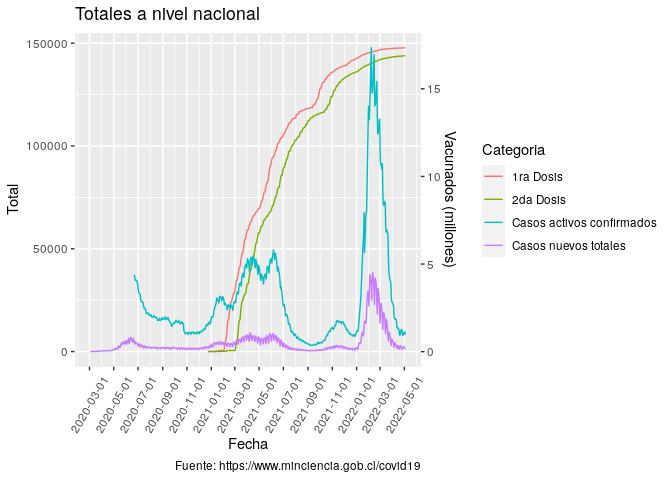 Totales a nivel nacional
150000
100000
50000
0
Total
15
10
5
0
Vacunados (millones)
2020-03-01
2020-05-01
2020-07-01
2020-09-01
2020-11-01
2021-01-01
2021-03-01
2021-05-01
2021-07-01
2021-09-01
2021-11-01
2022-01-01
2022-03-01
2022-05-01
Fecha
Fuente: https://www.minciencia.gob.cl/covid19
Categoria
1ra Dosis
2da Dosis
Casos activos confirmados
Casos nuevos totales